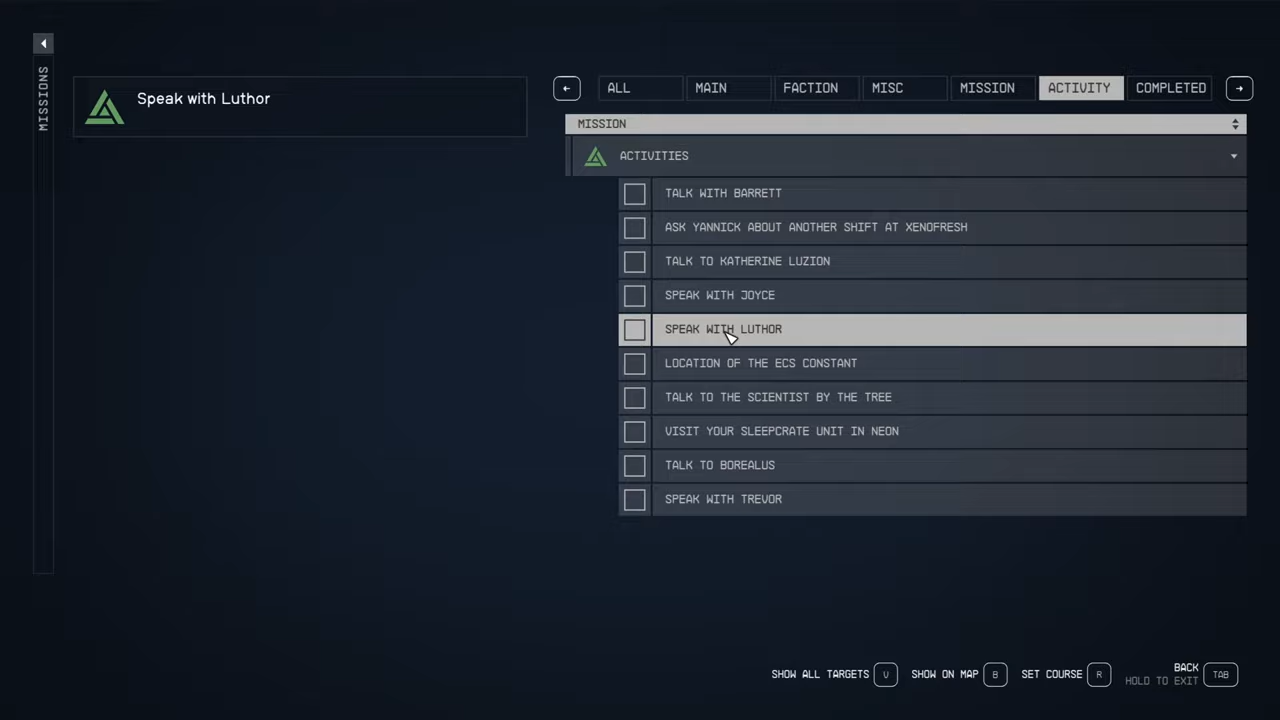 MISSIONS
Speak with Luthor
ALL
MAIN
FACTION
MISC
MISSION
ACTIVITY
COMPLETED
MISSION
ACTIVITIES
TALK WITH BARRETT
ASK YANNICK ABOUT ANOTHER SHIFT AT XENOFRESH
TALK TO KATHERINE LUZION
SPEAK WITH JOYCE
SPEAK WITH LUTHOR
LOCATION OF THE ECS CONSTANT
TALK TO THE SCIENTIST BY THE TREE
VISIT YOUR SLEEPCRATE UNIT IN NEON
TALK TO BOREALUS
SPEAK WITH TREVOR
SHOW ALL TARGETS V
SHOW ON MAP B
SET COURSE R
BACK
HOLD TO EXIT TAB